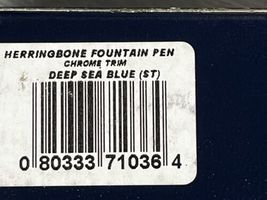 HERRINGBONE FOUNTAIN PEN
CHROME TRIM
DEEP SEA BLUE (ST)
0 80333 71036 4